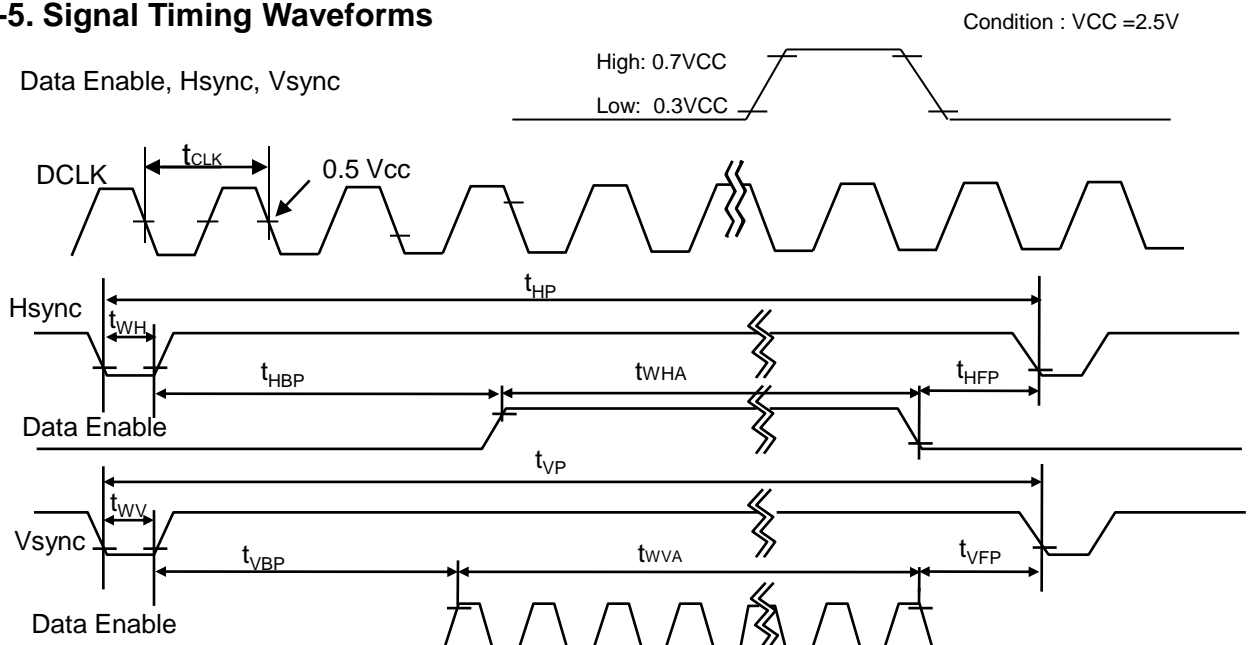 -5. Signal Timing Waveforms
Condition : VCC =2.5V
Data Enable, Hsync, Vsync
High: 0.7VCC
Low: 0.3VCC
DCLK
tCLK
0.5 Vcc
tHP
Hsync
tWH
tHBP
tWHA
tHFP
Data Enable
tVP
tWV
Vsync
tVBP
tWVA
tVFP
Data Enable